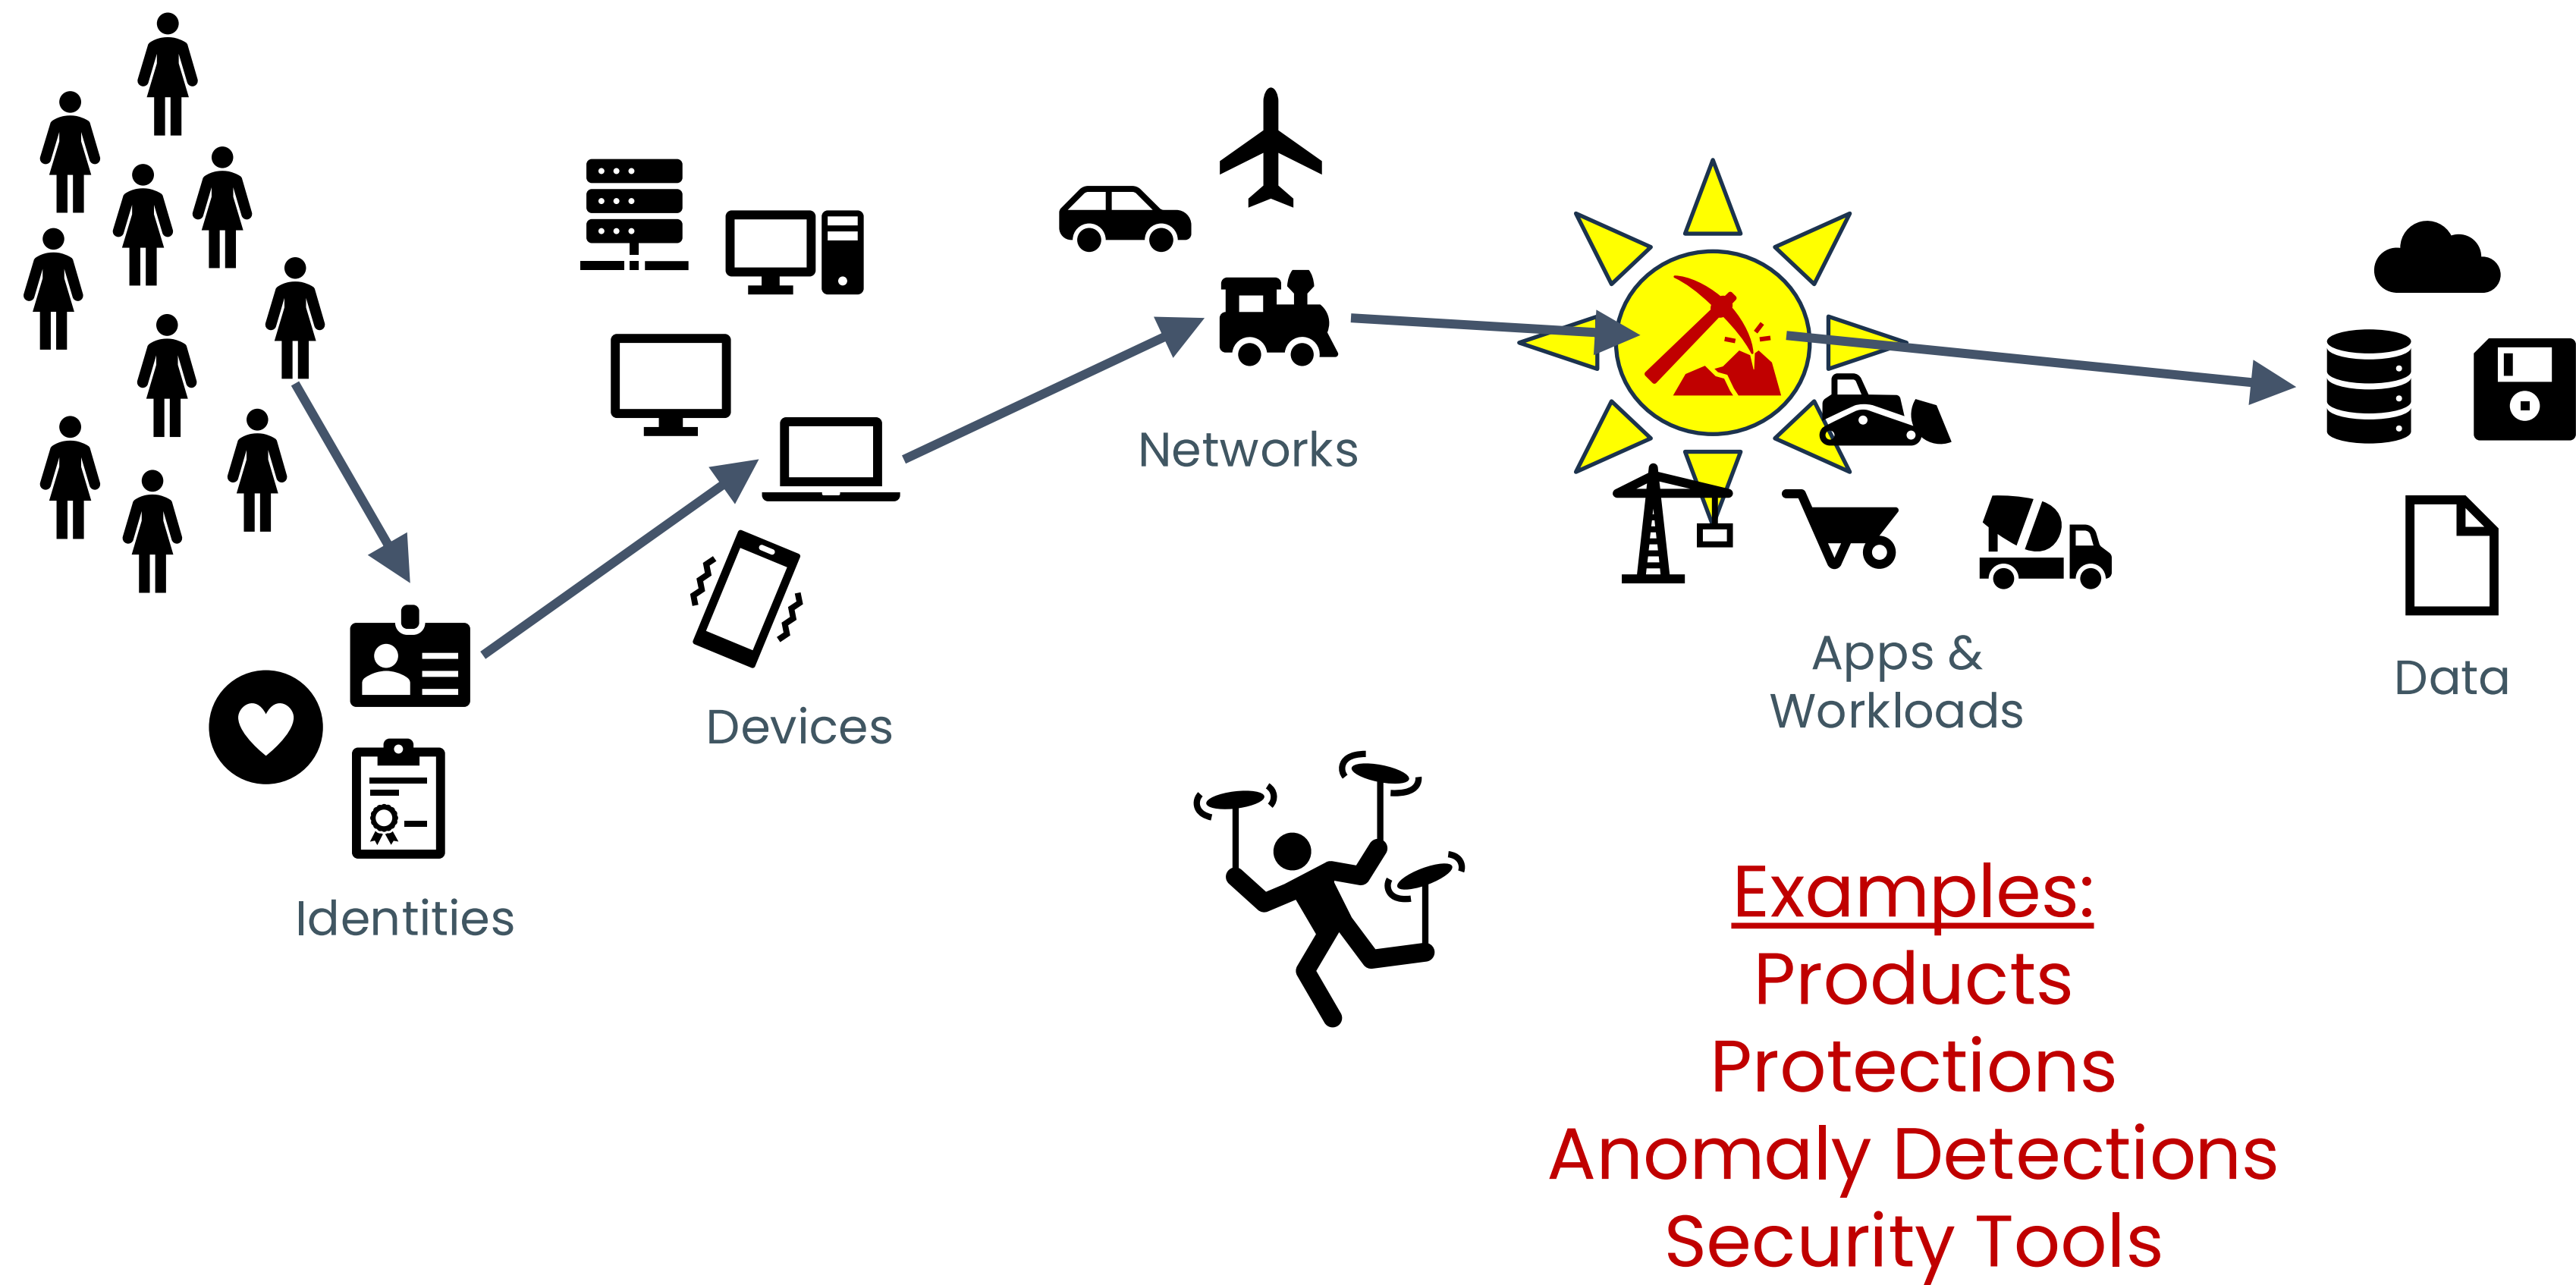 Networks
Apps &
Workloads
Data
Devices
Identities
Examples:
Products
Protections
Anomaly Detections
Security Tools